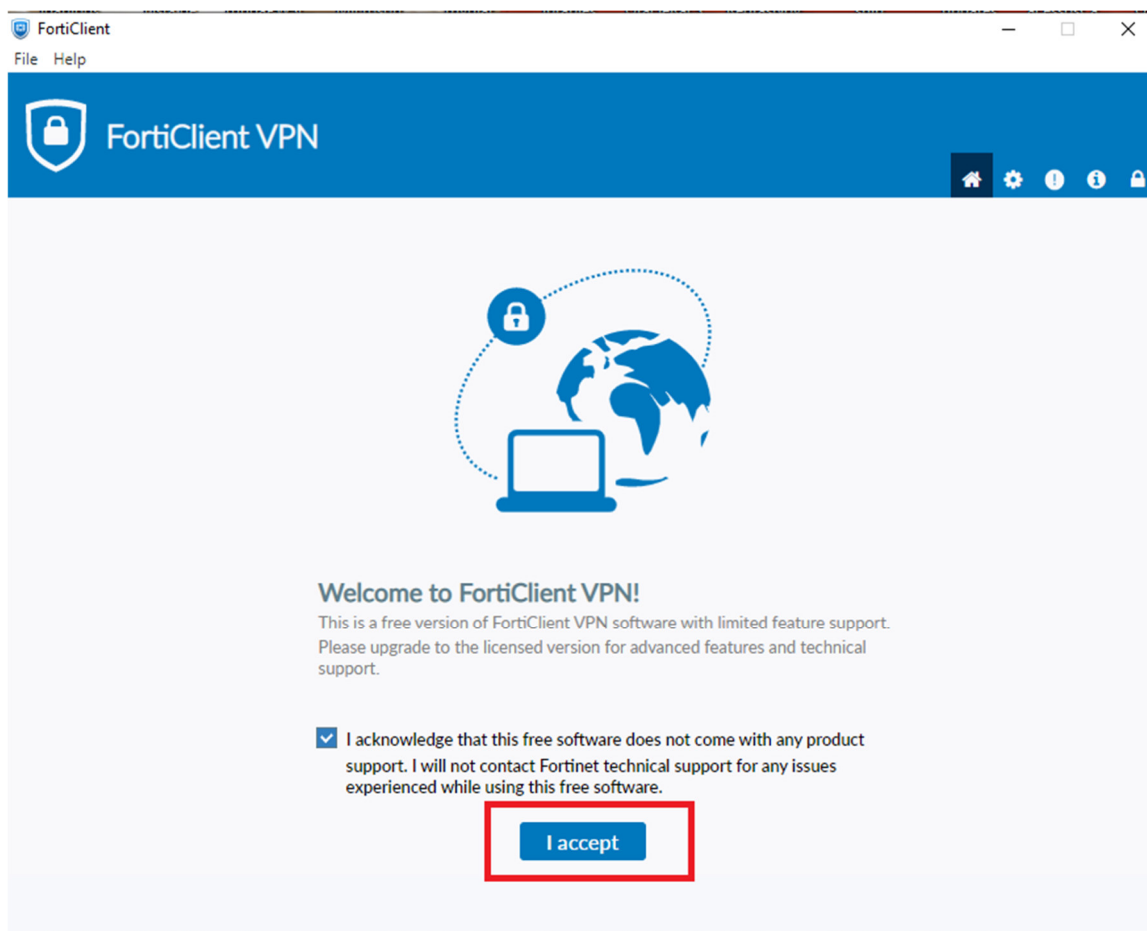 FortiClient
File Help
FortiClient VPN
Welcome to FortiClient VPN!
This is a free version of FortiClient VPN software with limited feature support.
Please upgrade to the licensed version for advanced features and technical
support.
I acknowledge that this free software does not come with any product
support. I will not contact Fortinet technical support for any issues
experienced while using this free software.
I accept